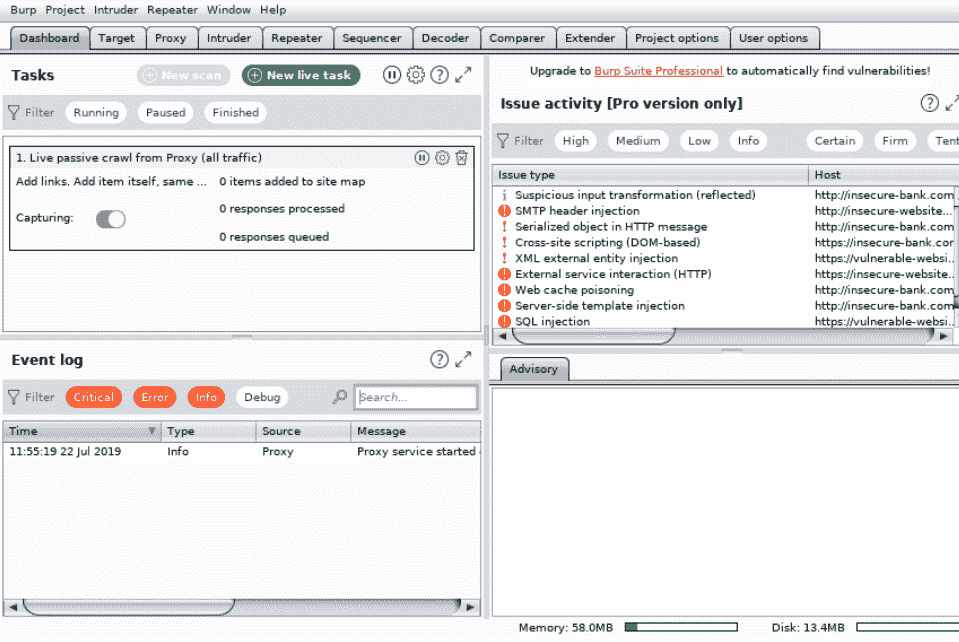 Burp Project Intruder Repeater Window Help
Dashboard Target Proxy Intruder Repeater Sequencer Decoder Comparer Extender Project options User options
Tasks
New scan
New live task
Filter Running Paused Finished
1. Live passive crawl from Proxy (all traffic)
Add links. Add item itself, same ... 0 items added to site map
0 responses processed
Capturing:
0 responses queued
Event log
Filter Critical Error Info Debug Search...
Time Type Source Message
11:55:19 22 Jul 2019 Info Proxy Proxy service started
Upgrade to Burp Suite Professional to automatically find vulnerabilities!
Issue activity [Pro version only]
Filter High Medium Low Info Certain Firm Tent
Issue type Host
Suspicious input transformation (reflected) http://insecure-bank.com
SMTP header injection http://insecure-website...
Serialized object in HTTP message http://insecure-bank.com
Cross-site scripting (DOM-based) https://insecure-bank.cor
XML external entity injection https://vulnerable-websi..
External service interaction (HTTP) https://insecure-website..
Web cache poisoning http://insecure-bank.com
Server-side template injection http://insecure-bank.com
SQL injection https://vulnerable-websi..
Advisory
Memory: 58.0MB Disk: 13.4MB